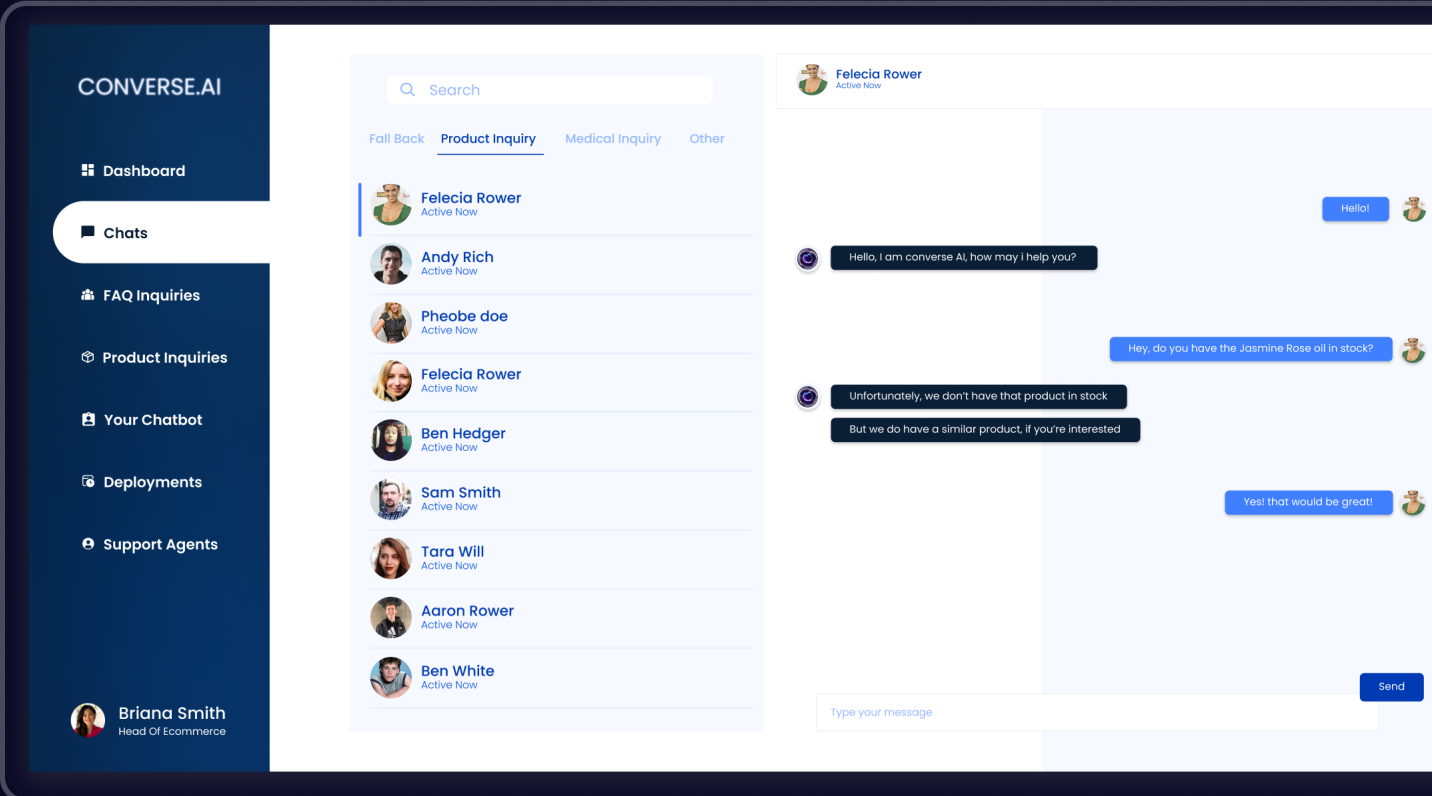 CONVERSE.AI
Dashboard
Chats
FAQ Inquiries
Product Inquiries
Your Chatbot
Deployments
Support Agents
Briana Smith
Head Of Ecommerce
Search
Fall Back Product Inquiry Medical Inquiry Other
Felecia Rower
Active Now
Andy Rich
Active Now
Pheobe doe
Active Now
Felecia Rower
Active Now
Ben Hedger
Active Now
Sam Smith
Active Now
Tara Will
Active Now
Aaron Rower
Active Now
Ben White
Active Now
Felecia Rower
Active Now
Hello!
Hello, I am converse AI, how may i help you?
Hey, do you have the Jasmine Rose oil in stock?
Unfortunately, we don’t have that product in stock
But we do have a similar product, if you’re interested
Yes! that would be great!
Send
Type your message